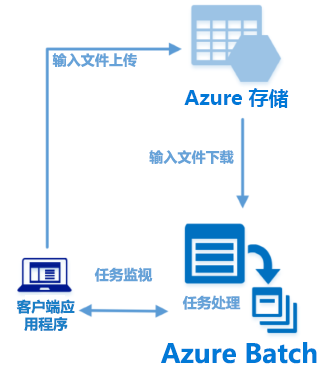 输入文件上传
Azure 存储
输入文件下载
任务监视
任务处理
客户端应
用程序
Azure Batch